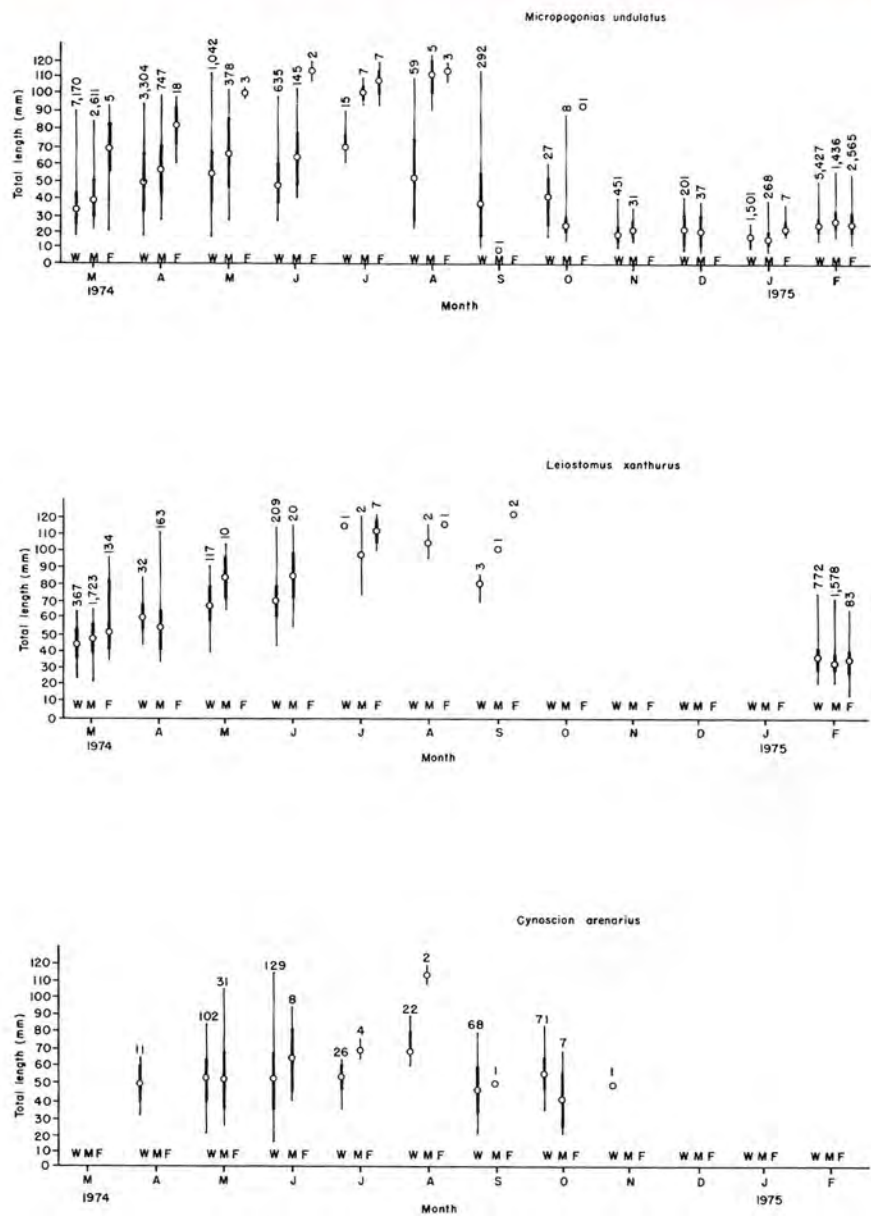 Micropogonias undulatus
Total length (mm)
120
110
100
90
80
70
60
50
40
30
20
10
0
7,170 2,611 5 3,304 747 18 1,042 378 3 635 145 2 15 7 7 59 5 3 292 1 27 8 1 451 31 201 37 1,501 268 7 5,427 1,436 2,565
W M F W M F W M F W M F W M F W M F W M F W M F W M F W M F W M F W M F
M A M J J A S O N D J F
1974 1975
Month
Leiostomus xanthurus
Total length (mm)
120
110
100
90
80
70
60
50
40
30
20
10
0
367 1,723 134 32 163 117 10 209 20 1 2 7 2 1 3 1 2 772 1,578 83
W M F W M F W M F W M F W M F W M F W M F W M F W M F W M F W M F W M F
M A M J J A S O N D J F
1974 1975
Month
Cynoscion arenarius
Total length (mm)
120
110
100
90
80
70
60
50
40
30
20
10
0
11 102 31 129 8 26 4 22 2 68 1 71 7 1
W M F W M F W M F W M F W M F W M F W M F W M F W M F W M F W M F W M F
M A M J J A S O N D J F
1974 1975
Month